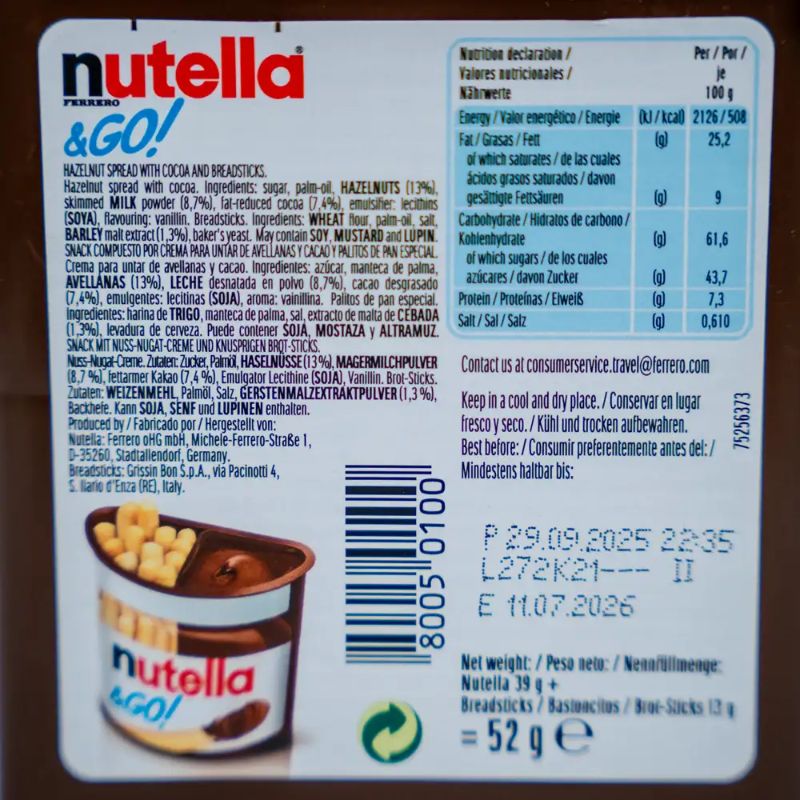 nutella
FERRERO
&GO!
HAZELNUT SPREAD WITH COCOA AND BREADSTICKS.
Hazelnut spread with cocoa. Ingredients: sugar, palm-oil, HAZELNUTS (13%),
skimmed MILK powder (8,7%), fat-reduced cocoa (7,4%), emulsifier: lecithins
(SOYA), flavouring: vanillin. Breadsticks. Ingredients: WHEAT flour, palm-oil, salt,
BARLEY malt extract (1,3%), baker's yeast. May contain SOY, MUSTARD and LUPIN.
SNACK COMPUESTO POR CREMA PARA UNTAR DE AVELLANAS Y CACAO Y PALITOS DE PAN ESPECIAL.
Crema para untar de avellanas y cacao. Ingredientes: azúcar, manteca de palma,
AVELLANAS (13%), LECHE desnatada en polvo (8,7%), cacao desgrasado
(7,4%), emulgentes: lecitinas (SOJA), aroma: vainillina. Palitos de pan especial.
Ingredientes: harina de TRIGO, manteca de palma, sal, extracto de malta de CEBADA
(1,3%), levadura de cerveza. Puede contener SOJA, MOSTAZA y ALTRAMUZ.
SNACK MIT NUSS-NUGAT-CREME UND KNUSPRIGEN BROT-STICKS.
Nuss-Nugat-Creme. Zutaten: Zucker, Palmöl, HASELNÜSSE (13%), MAGERMILCHPULVER
(8,7 %), fettarmer Kakao (7,4 %), Emulgator Lecithine (SOJA), Vanillin. Brot-Sticks.
Zutaten: WEIZENMEHL, Palmöl, Salz, GERSTENMALZEXTRAKTPULVER (1,3%),
Backhefe. Kann SOJA, SENF und LUPINEN enthalten.
Produced by / Fabricado por / Hergestellt von:
Nutella: Ferrero oHG mbH, Michele-Ferrero-Straße 1,
D-35260, Stadtallendorf, Germany.
Breadsticks: Grissin Bon S.p.A., via Pacinotti 4,
S. Ilario d'Enza (RE), Italy.
nutella
&GO!
8005 0100
Nutrition declaration / Per / Por /
Valores nutricionales / je
Nährwerte 100 g
Energy / Valor energético / Energie (kJ / kcal) 2126 / 508
Fat / Grasas / Fett (g) 25,2
of which saturates / de las cuales
ácidos grasos saturados / davon
gesättigte Fettsäuren (g) 9
Carbohydrate / Hidratos de carbono /
Kohlenhydrate (g) 61,6
of which sugars / de los cuales
azúcares / davon Zucker (g) 43,7
Protein / Proteínas / Eiweiß (g) 7,3
Salt / Sal / Salz (g) 0,610
Contact us at consumerservice.travel@ferrero.com
Keep in a cool and dry place. / Conservar en lugar
fresco y seco. / Kühl und trocken aufbewahren.
Best before: / Consumir preferentemente antes del: /
Mindestens haltbar bis:
75256373
P 29.09.2025 22:35
L272K21--- II
E 11.07.2026
Net weight: / Peso neto: / Nennfüllmenge:
Nutella 39 g +
Breadsticks / Bastoncitos / Brot-Sticks 13 g
= 52 g e